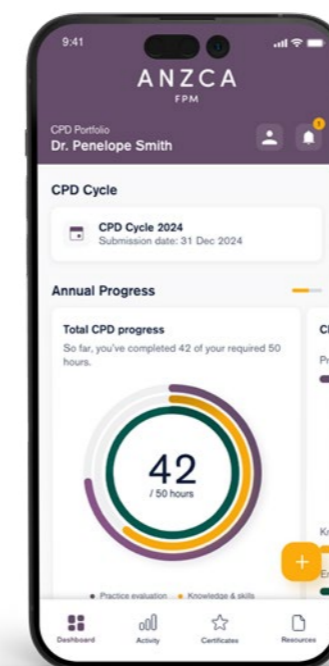 9:41
ANZCA
FPM
CPD Portfolio
Dr. Penelope Smith
1
CPD Cycle
CPD Cycle 2024
Submission date: 31 Dec 2024
Annual Progress
Total CPD progress
So far, you've completed 42 of your required 50
hours.
42
/ 50 hours
Practice evaluation
Knowledge & skills
Dashboard
Activity
Certificates
Resources